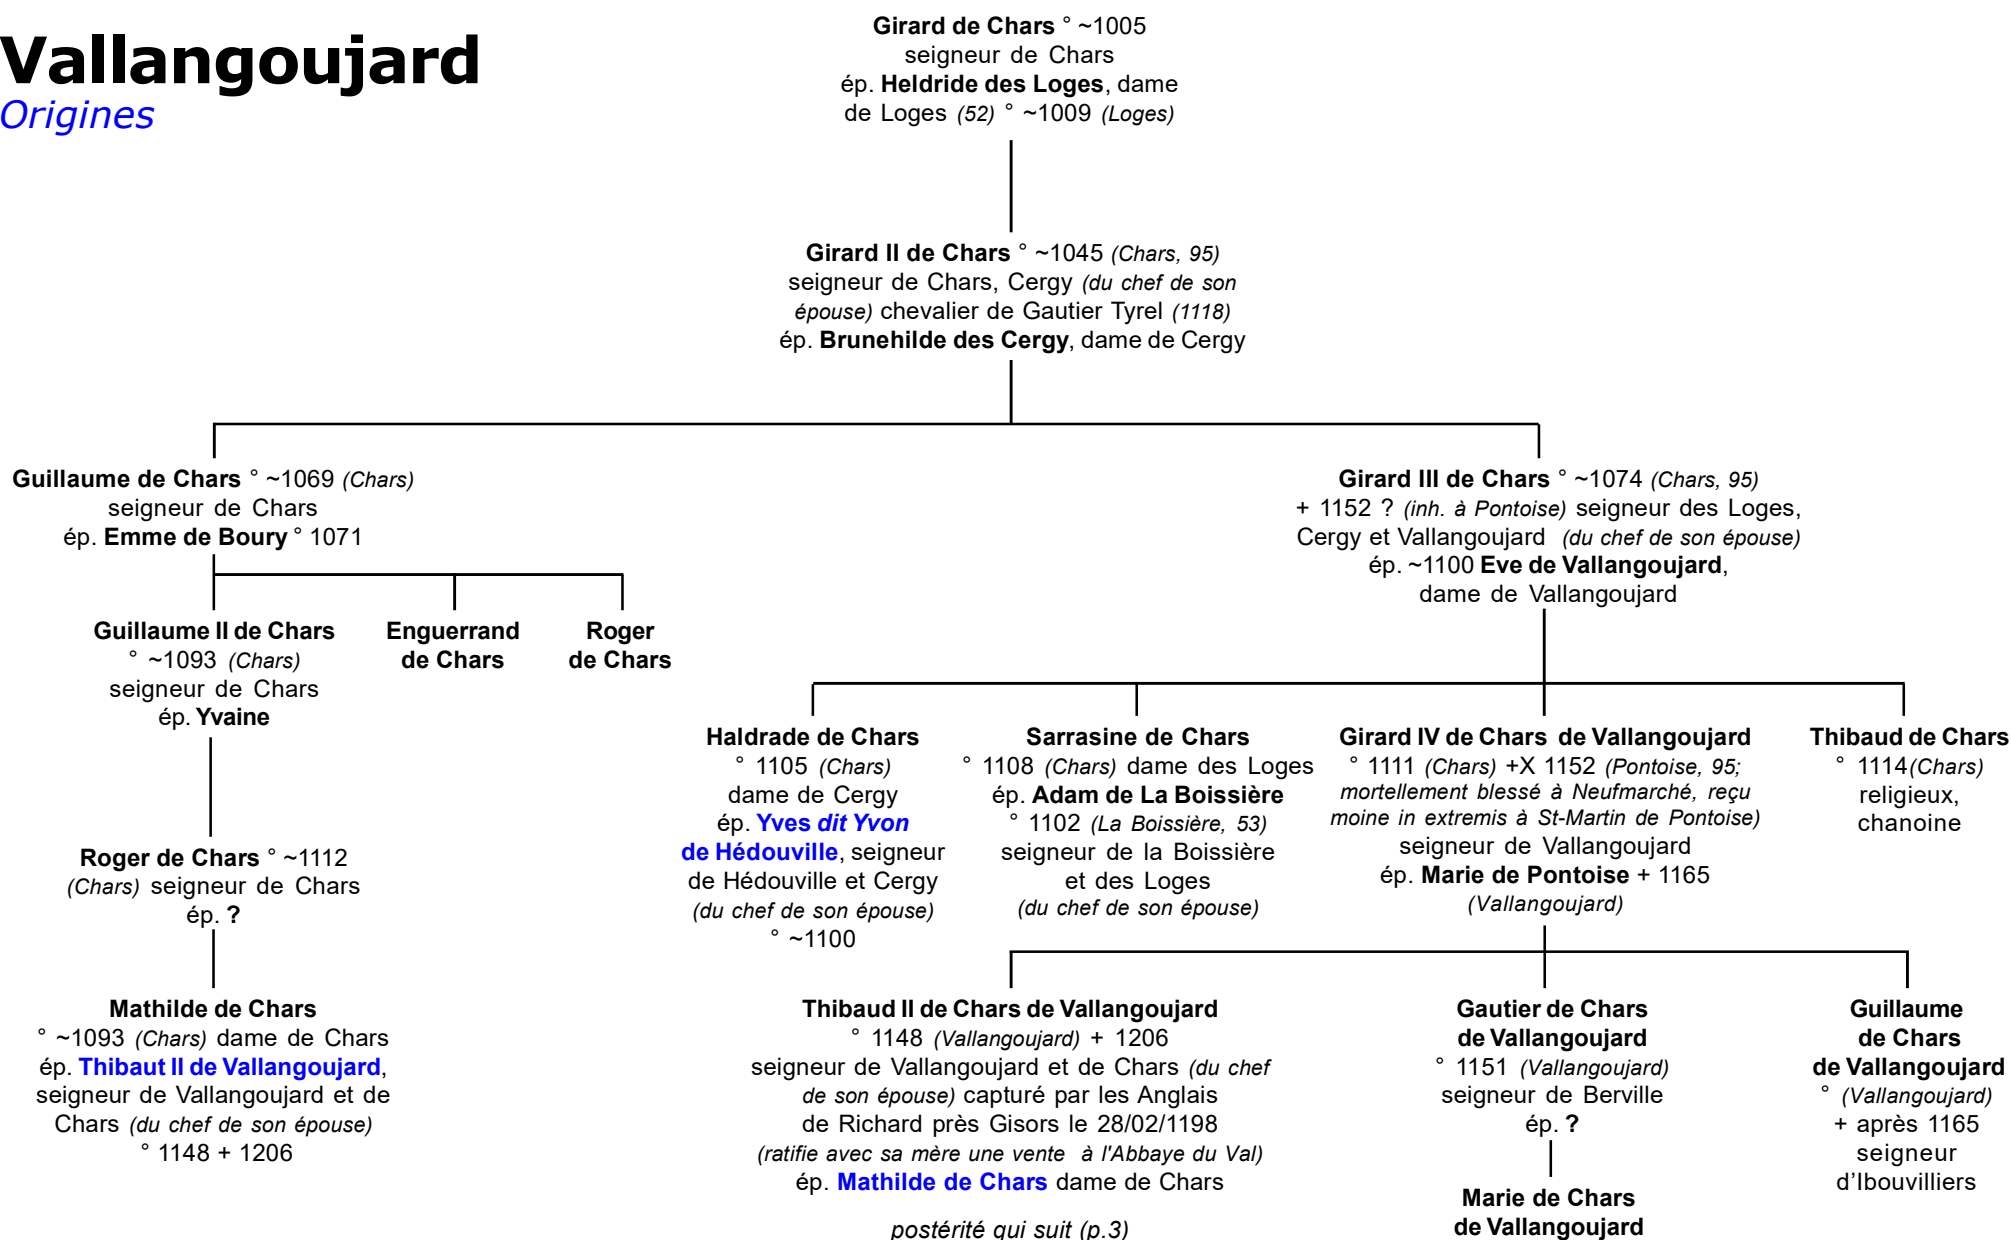 Vallangoujard
Origines
Girard de Chars ° ~1005
seigneur de Chars
ép. Heldride des Loges, dame
de Loges (52) ° ~1009 (Loges)
Girard II de Chars ° ~1045 (Chars, 95)
seigneur de Chars, Cergy (du chef de son
épouse) chevalier de Gautier Tyrel (1118)
ép. Brunehilde des Cergy, dame de Cergy
Guillaume de Chars ° ~1069 (Chars)
seigneur de Chars
ép. Emme de Boury ° 1071
Girard III de Chars ° ~1074 (Chars, 95)
+ 1152 ? (inh. à Pontoise) seigneur des Loges,
Cergy et Vallangoujard (du chef de son épouse)
ép. ~1100 Eve de Vallangoujard,
dame de Vallangoujard
Guillaume II de Chars
° ~1093 (Chars)
seigneur de Chars
ép. Yvaine
Enguerrand
de Chars
Roger
de Chars
Haldrade de Chars
° 1105 (Chars)
dame de Cergy
ép. Yves dit Yvon
de Hédouville, seigneur
de Hédouville et Cergy
(du chef de son épouse)
° ~1100
Sarrasine de Chars
° 1108 (Chars) dame des Loges
ép. Adam de La Boissière
° 1102 (La Boissière, 53)
seigneur de la Boissière
et des Loges
(du chef de son épouse)
Girard IV de Chars de Vallangoujard
° 1111 (Chars) +X 1152 (Pontoise, 95;
mortellement blessé à Neufmarché, reçu
moine in extremis à St-Martin de Pontoise)
seigneur de Vallangoujard
ép. Marie de Pontoise + 1165
(Vallangoujard)
Thibaud de Chars
° 1114(Chars)
religieux,
chanoine
Roger de Chars ° ~1112
(Chars) seigneur de Chars
ép. ?
Mathilde de Chars
° ~1093 (Chars) dame de Chars
ép. Thibaut II de Vallangoujard,
seigneur de Vallangoujard et de
Chars (du chef de son épouse)
° 1148 + 1206
Thibaud II de Chars de Vallangoujard
° 1148 (Vallangoujard) + 1206
seigneur de Vallangoujard et de Chars (du chef
de son épouse) capturé par les Anglais
de Richard près Gisors le 28/02/1198
(ratifie avec sa mère une vente à l'Abbaye du Val)
ép. Mathilde de Chars dame de Chars
postérité qui suit (p.3)
Gautier de Chars
de Vallangoujard
° 1151 (Vallangoujard)
seigneur de Berville
ép. ?
Marie de Chars
de Vallangoujard
Guillaume
de Chars
de Vallangoujard
° (Vallangoujard)
+ après 1165
seigneur
d'Ibouvilliers